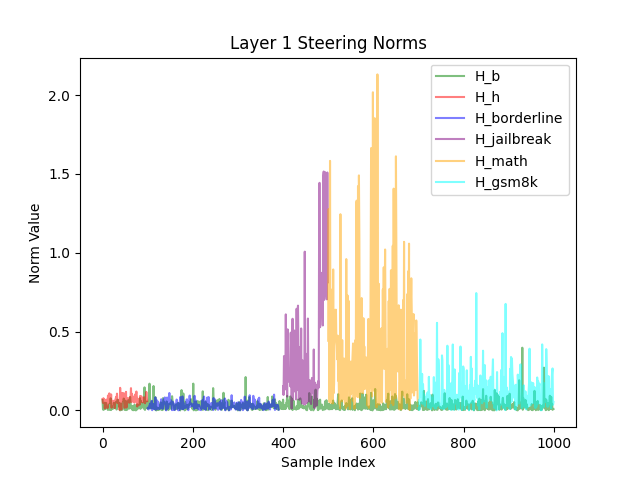 Layer 1 Steering Norms
H_b
H_h
H_borderline
H_jailbreak
H_math
H_gsm8k
Norm Value
2.0
1.5
1.0
0.5
0.0
0
200
400
600
800
1000
Sample Index